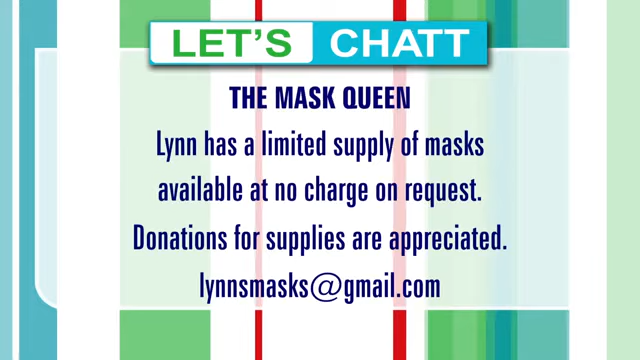 LET'S CHATT
THE MASK QUEEN
Lynn has a limited supply of masks
available at no charge on request.
Donations for supplies are appreciated.
lynnsmasks@gmail.com